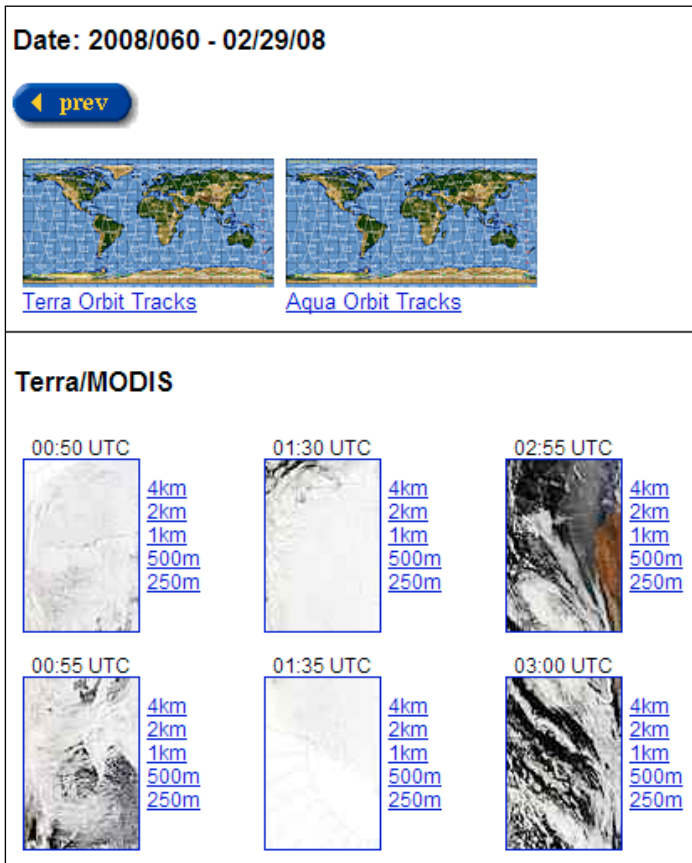 Date: 2008/060 - 02/29/08
prev
Terra Orbit Tracks Aqua Orbit Tracks
Terra/MODIS
00:50 UTC 01:30 UTC 02:55 UTC
4km 4km 4km
2km 2km 2km
1km 1km 1km
500m 500m 500m
250m 250m 250m
00:55 UTC 01:35 UTC 03:00 UTC
4km 4km 4km
2km 2km 2km
1km 1km 1km
500m 500m 500m
250m 250m 250m